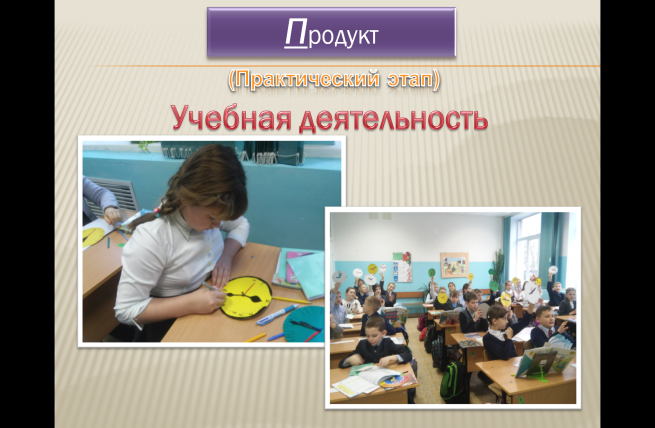 Продукт
(Практический этап)
Учебная деятельность